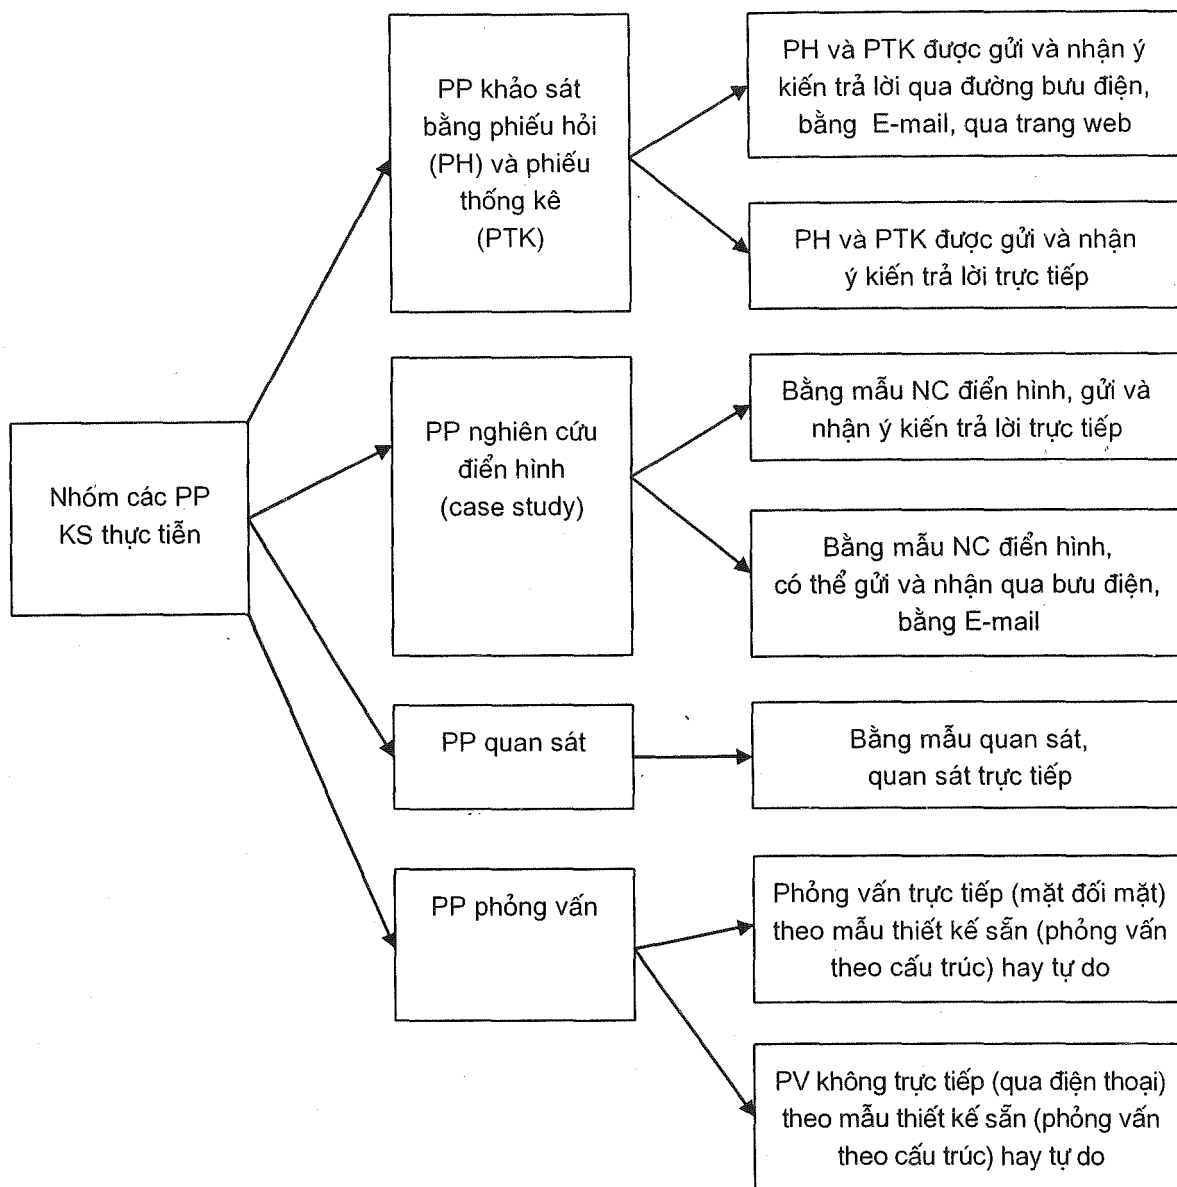 Nhóm các PP
KS thực tiễn
PP khảo sát
bằng phiếu hỏi
(PH) và phiếu
thống kê
(PTK)
PH và PTK được gửi và nhận ý
kiến trả lời qua đường bưu điện,
bằng E-mail, qua trang web
PH và PTK được gửi và nhận
ý kiến trả lời trực tiếp
PP nghiên cứu
điển hình
(case study)
Bằng mẫu NC điển hình, gửi và
nhận ý kiến trả lời trực tiếp
Bằng mẫu NC điển hình,
có thể gửi và nhận qua bưu điện,
bằng E-mail
PP quan sát
Bằng mẫu quan sát,
quan sát trực tiếp
PP phỏng vấn
Phỏng vấn trực tiếp (mặt đối mặt)
theo mẫu thiết kế sẵn (phỏng vấn
theo cấu trúc) hay tự do
PV không trực tiếp (qua điện thoại)
theo mẫu thiết kế sẵn (phỏng vấn
theo cấu trúc) hay tự do